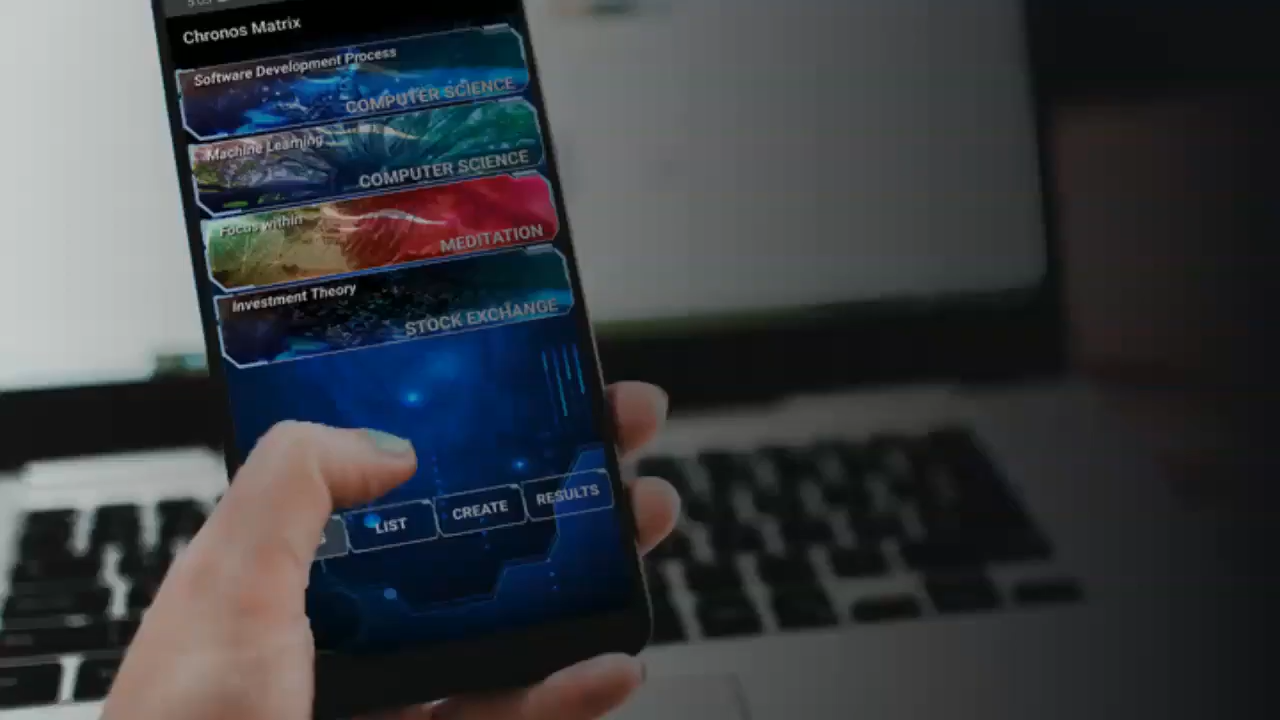 Chronos Matrix
Software Development Process
COMPUTER SCIENCE
Machine Learning
COMPUTER SCIENCE
Focus within
MEDITATION
Investment Theory
STOCK EXCHANGE
LIST
CREATE
RESULTS